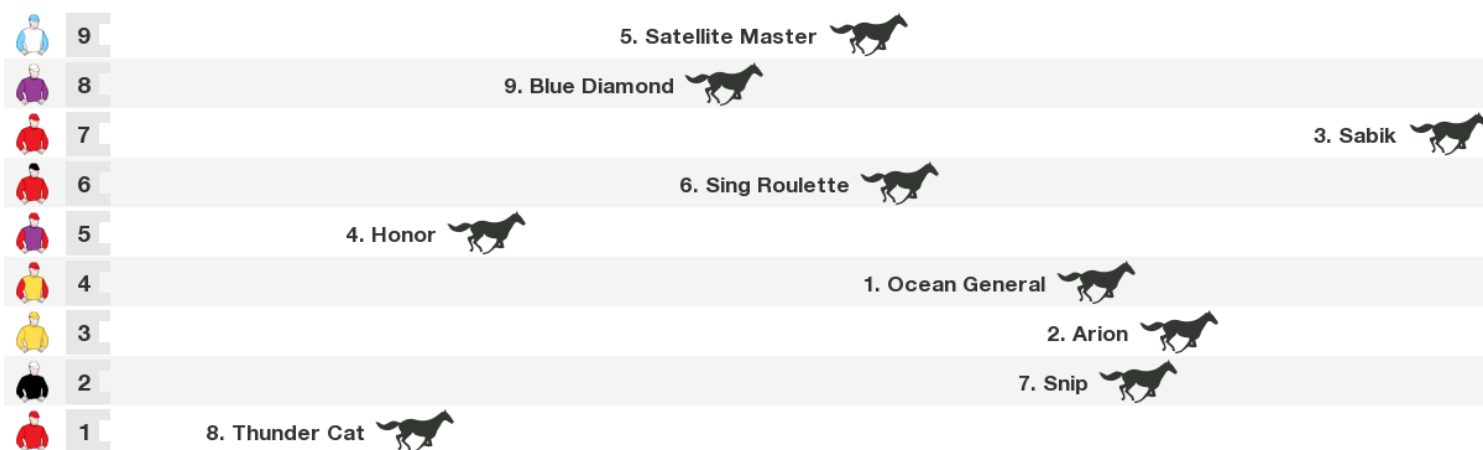 9 5. Satellite Master
8 9. Blue Diamond
7 3. Sabik
6 6. Sing Roulette
5 4. Honor
4 1. Ocean General
3 2. Arion
2 7. Snip
1 8. Thunder Cat